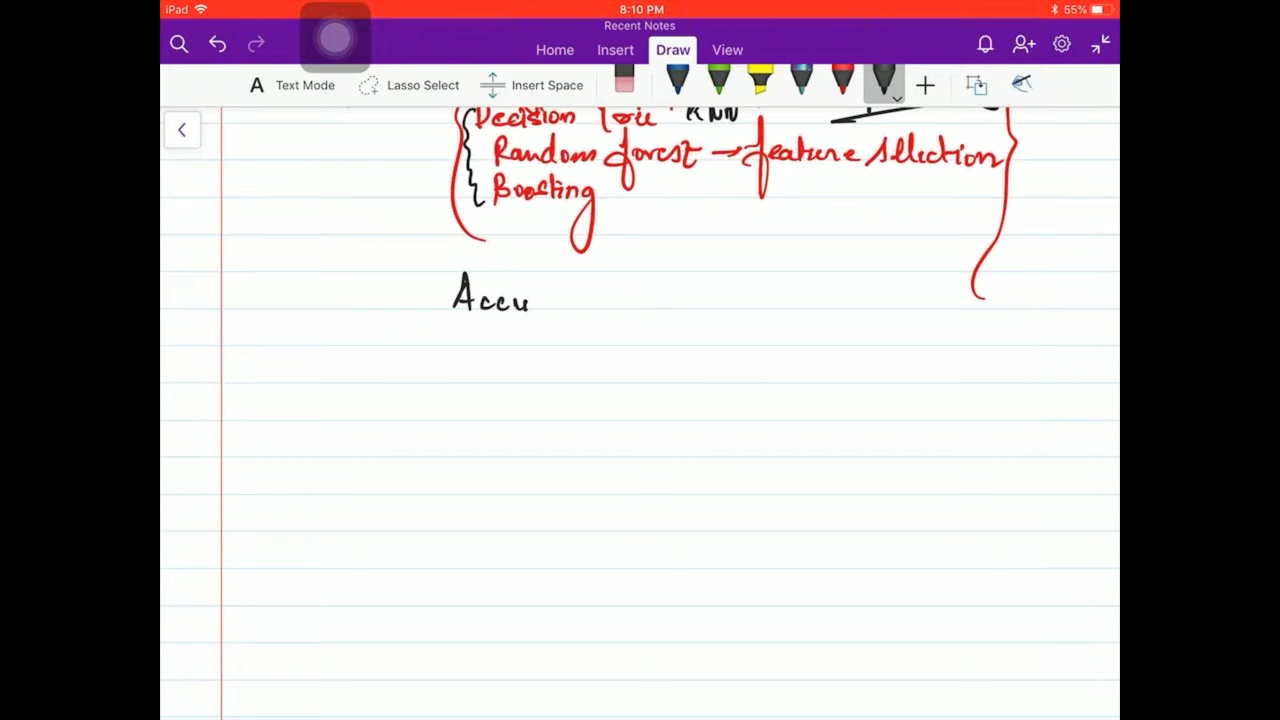 iPad 8:10 PM 55%
Recent Notes
Home Insert Draw View
A Text Mode Lasso Select Insert Space
Decision Tree KNN
Random forest → feature selection
Boosting
Accu